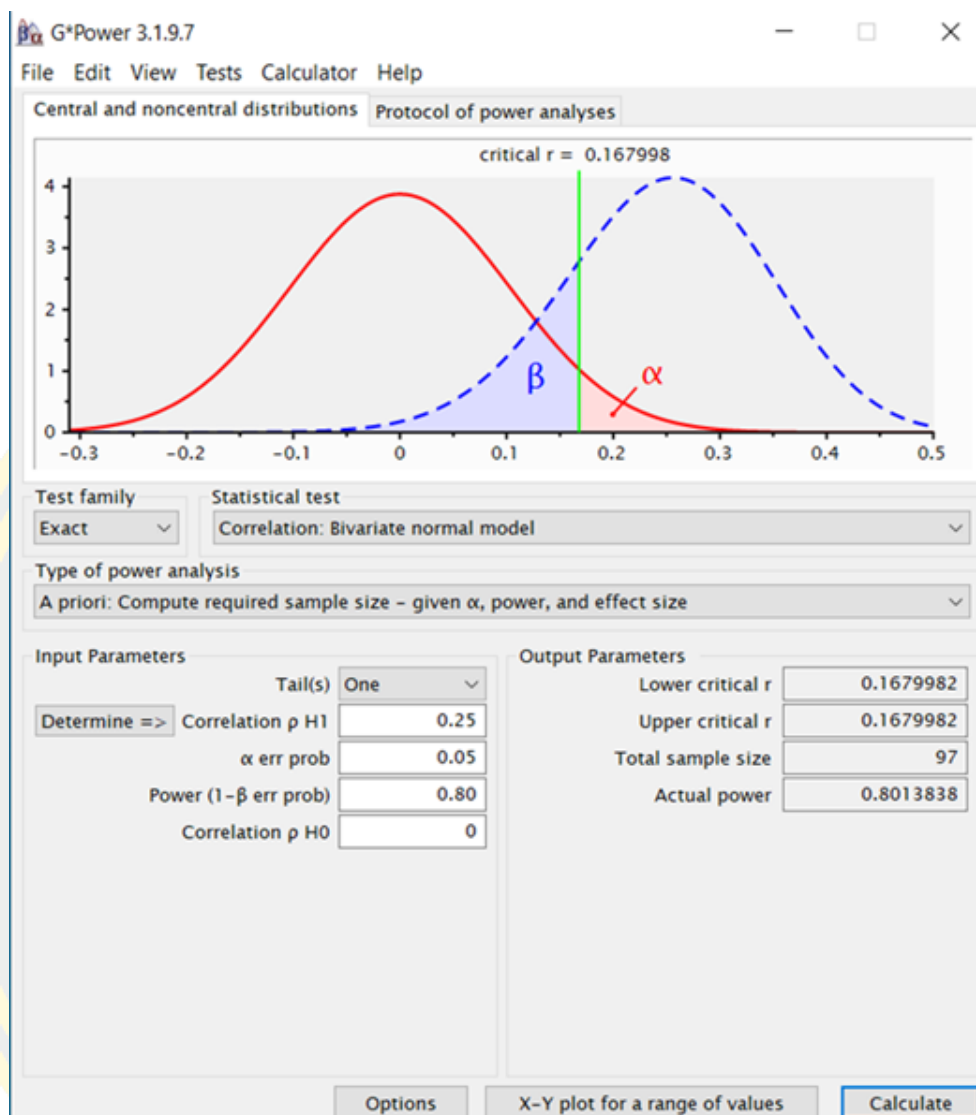 G*Power 3.1.9.7
File Edit View Tests Calculator Help
Central and noncentral distributions Protocol of power analyses
critical r = 0.167998
4
3
2
1
0
β
α
-0.3 -0.2 -0.1 0 0.1 0.2 0.3 0.4 0.5
Test family Statistical test
Exact Correlation: Bivariate normal model
Type of power analysis
A priori: Compute required sample size – given α, power, and effect size
Input Parameters Output Parameters
Tail(s) One Lower critical r 0.1679982
Determine => Correlation ρ H1 0.25 Upper critical r 0.1679982
α err prob 0.05 Total sample size 97
Power (1-β err prob) 0.80 Actual power 0.8013838
Correlation ρ H0 0
Options X-Y plot for a range of values Calculate